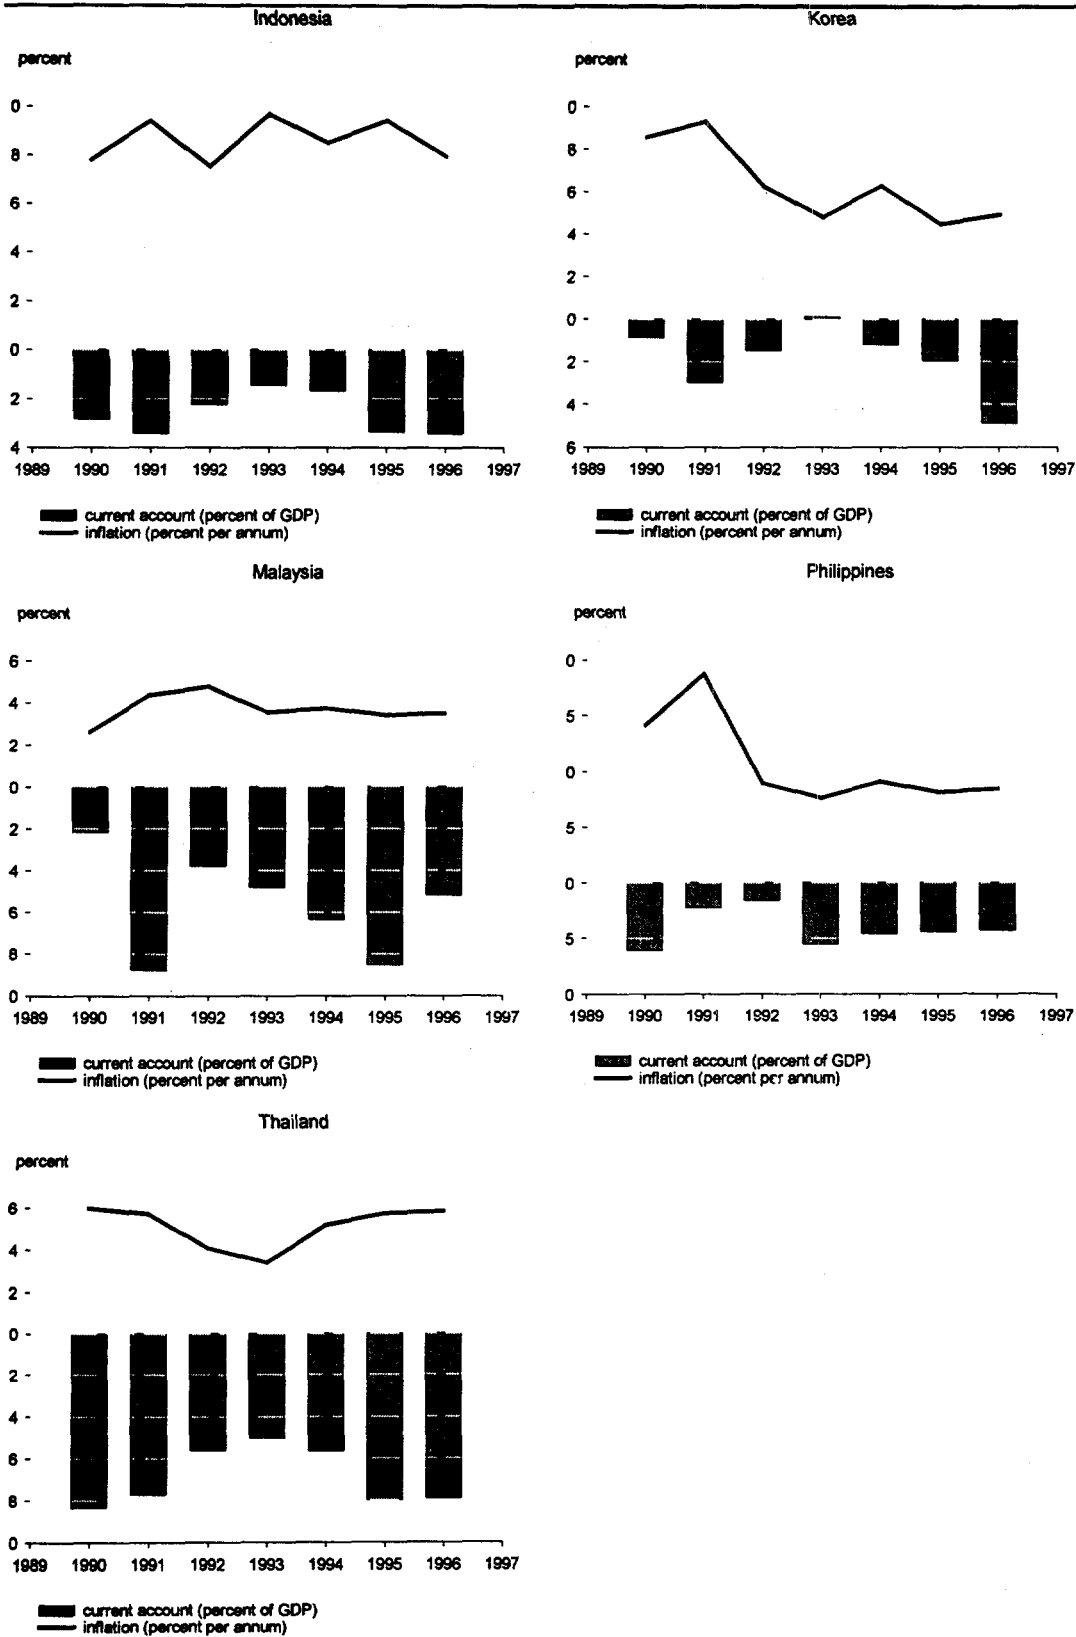 Indonesia
percent
0
8
6
4
2
0
2
4
1989 1990 1991 1992 1993 1994 1995 1996 1997
current account (percent of GDP)
inflation (percent per annum)
Korea
percent
0
8
6
4
2
0
2
4
6
1989 1990 1991 1992 1993 1994 1995 1996 1997
current account (percent of GDP)
inflation (percent per annum)
Malaysia
percent
6
4
2
0
2
4
6
8
0
1989 1990 1991 1992 1993 1994 1995 1996 1997
current account (percent of GDP)
inflation (percent per annum)
Philippines
percent
0
5
0
5
0
5
0
1989 1990 1991 1992 1993 1994 1995 1996 1997
current account (percent of GDP)
inflation (percent per annum)
Thailand
percent
6
4
2
0
2
4
6
8
0
1989 1990 1991 1992 1993 1994 1995 1996 1997
current account (percent of GDP)
inflation (percent per annum)